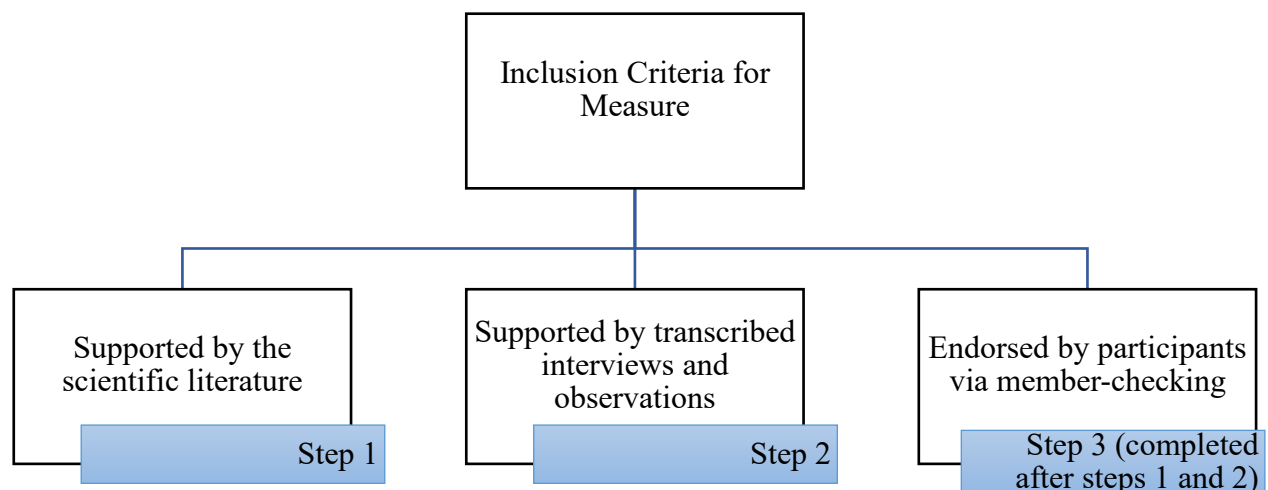 Inclusion Criteria for
Measure
Supported by the
scientific literature
Step 1
Supported by transcribed
interviews and
observations
Step 2
Endorsed by participants
via member-checking
Step 3 (completed
after steps 1 and 2)